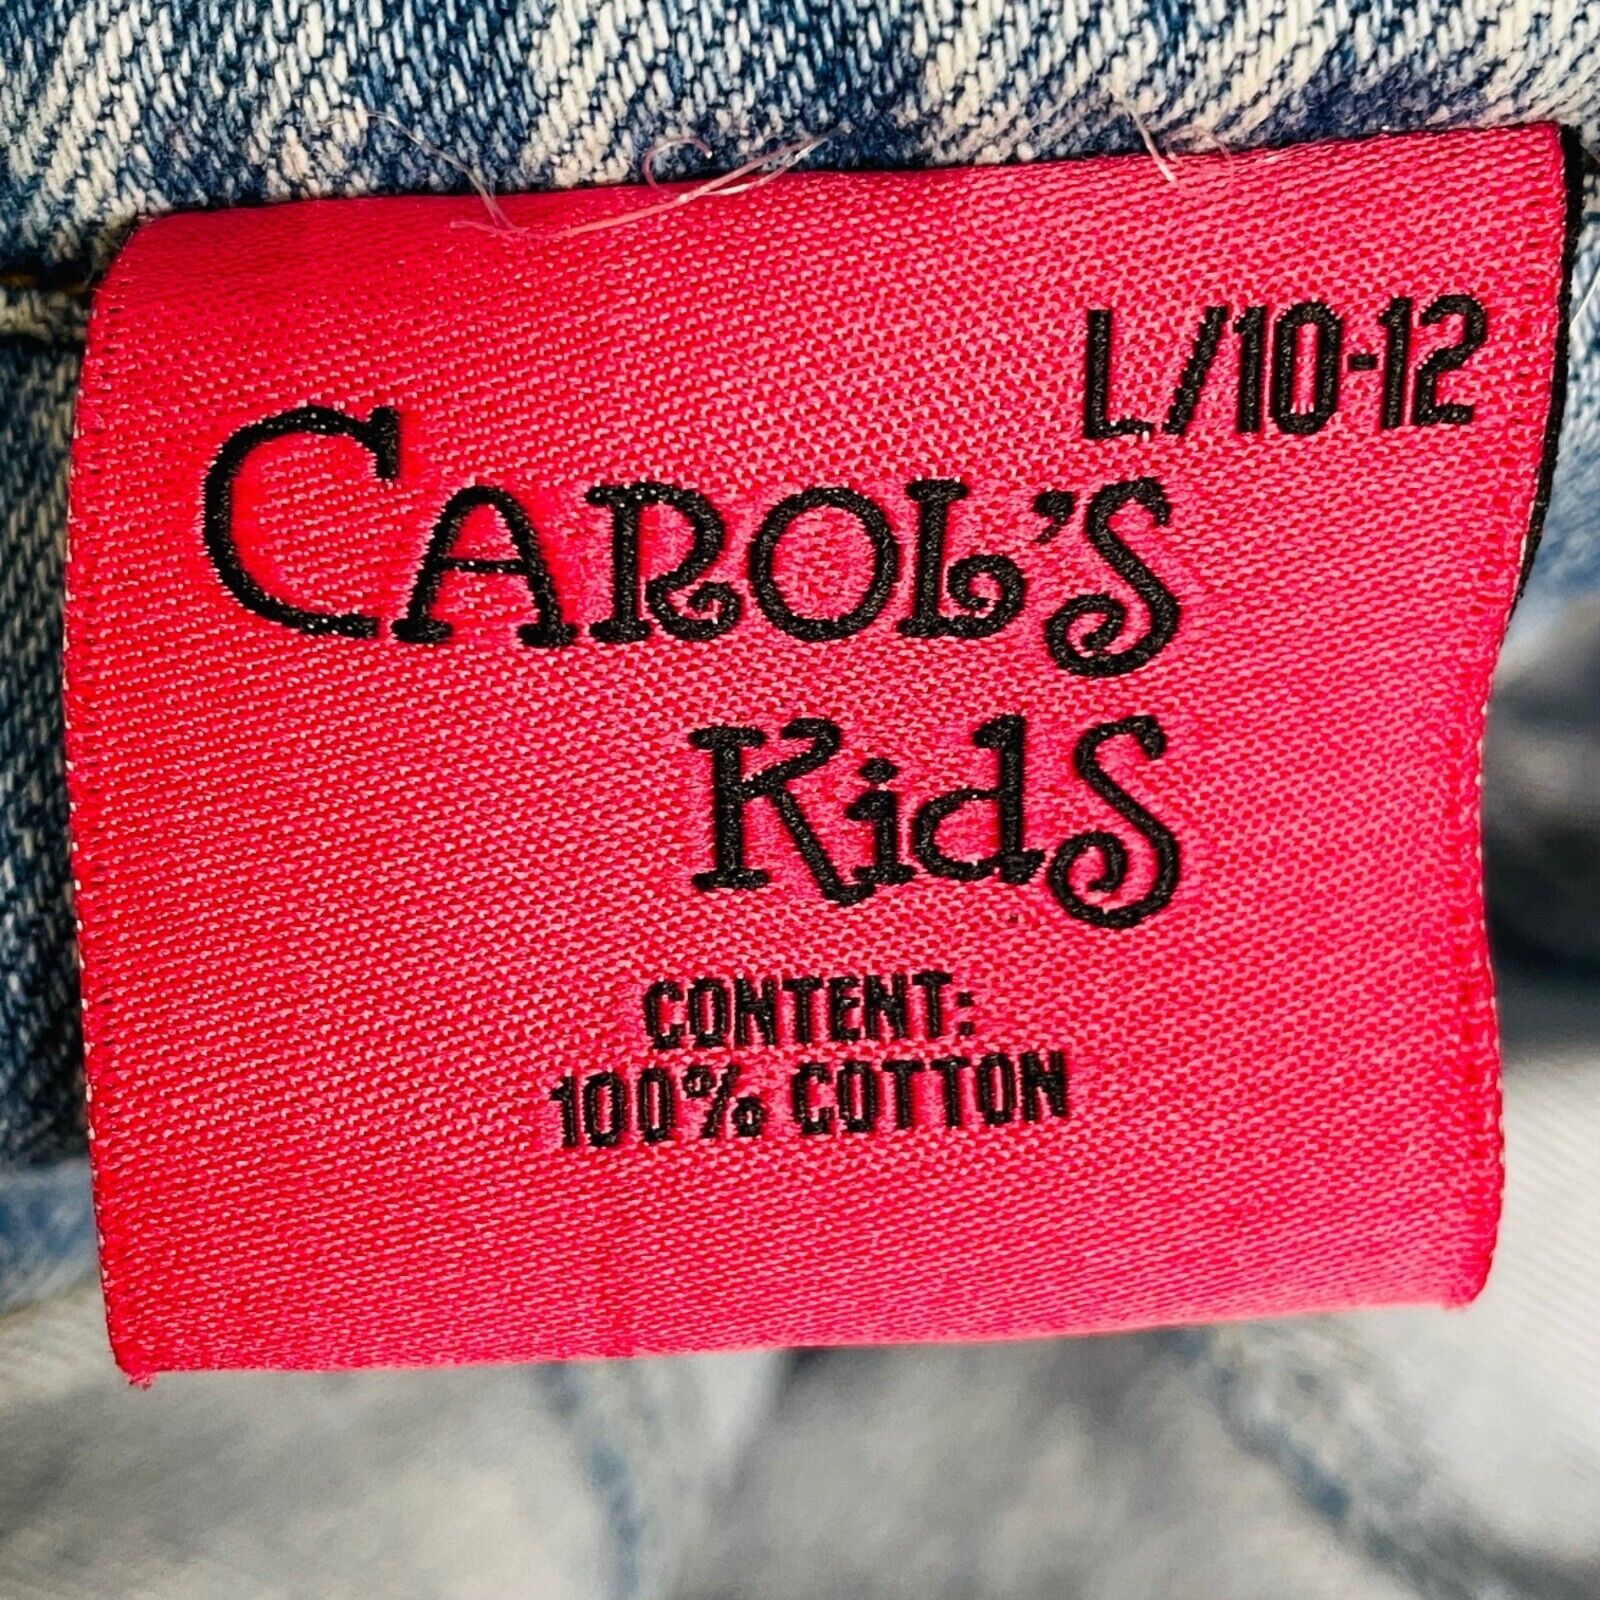 L/10-12
CAROL'S
KidS
CONTENT:
100% COTTON